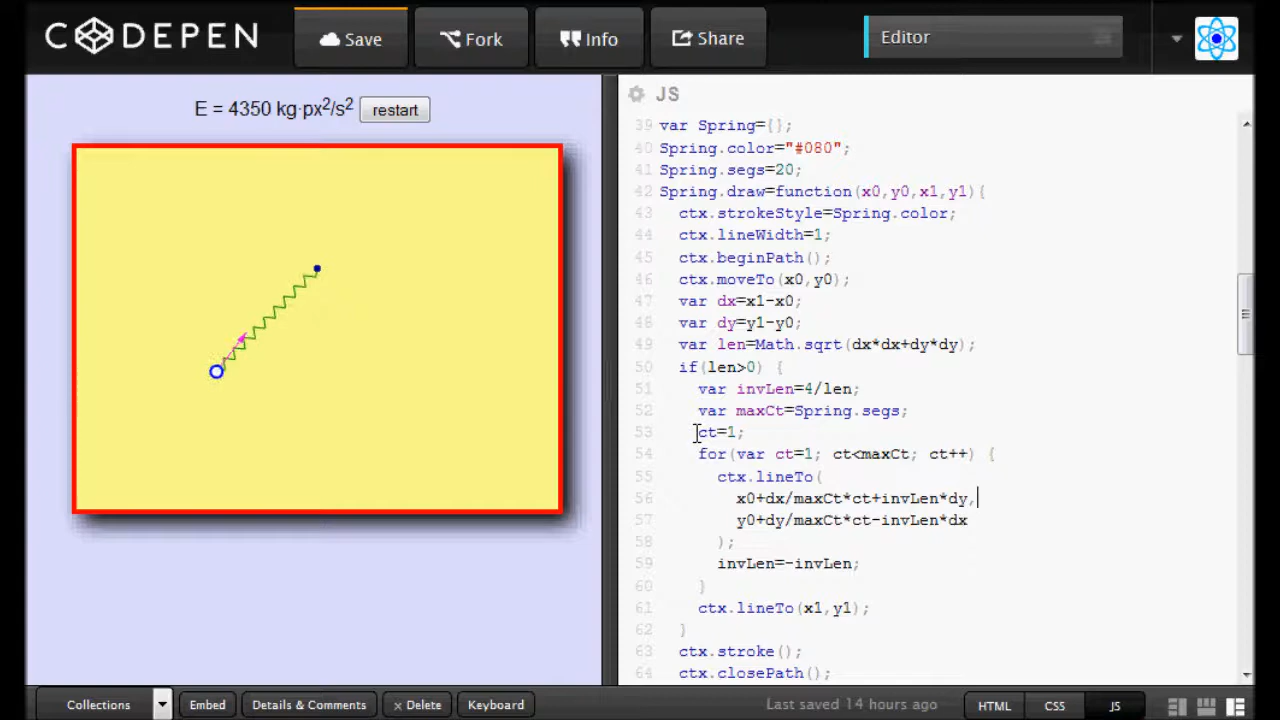 CODEPEN
Save
Fork
Info
Share
Editor
E = 4350 kg·px²/s²
restart
JS
39 var Spring={};
40 Spring.color="#080";
41 Spring.segs=20;
42 Spring.draw=function(x0,y0,x1,y1){
43 ctx.strokeStyle=Spring.color;
44 ctx.lineWidth=1;
45 ctx.beginPath();
46 ctx.moveTo(x0,y0);
47 var dx=x1-x0;
48 var dy=y1-y0;
49 var len=Math.sqrt(dx*dx+dy*dy);
50 if(len>0) {
51 var invLen=4/len;
52 var maxCt=Spring.segs;
53 ct=1;
54 for(var ct=1; ct<maxCt; ct++) {
55 ctx.lineTo(
56 x0+dx/maxCt*ct+invLen*dy,
57 y0+dy/maxCt*ct-invLen*dx
58 );
59 invLen=-invLen;
60 }
61 ctx.lineTo(x1,y1);
62 }
63 ctx.stroke();
64 ctx.closePath();
Collections
Embed
Details & Comments
× Delete
Keyboard
Last saved 14 hours ago
HTML
CSS
JS